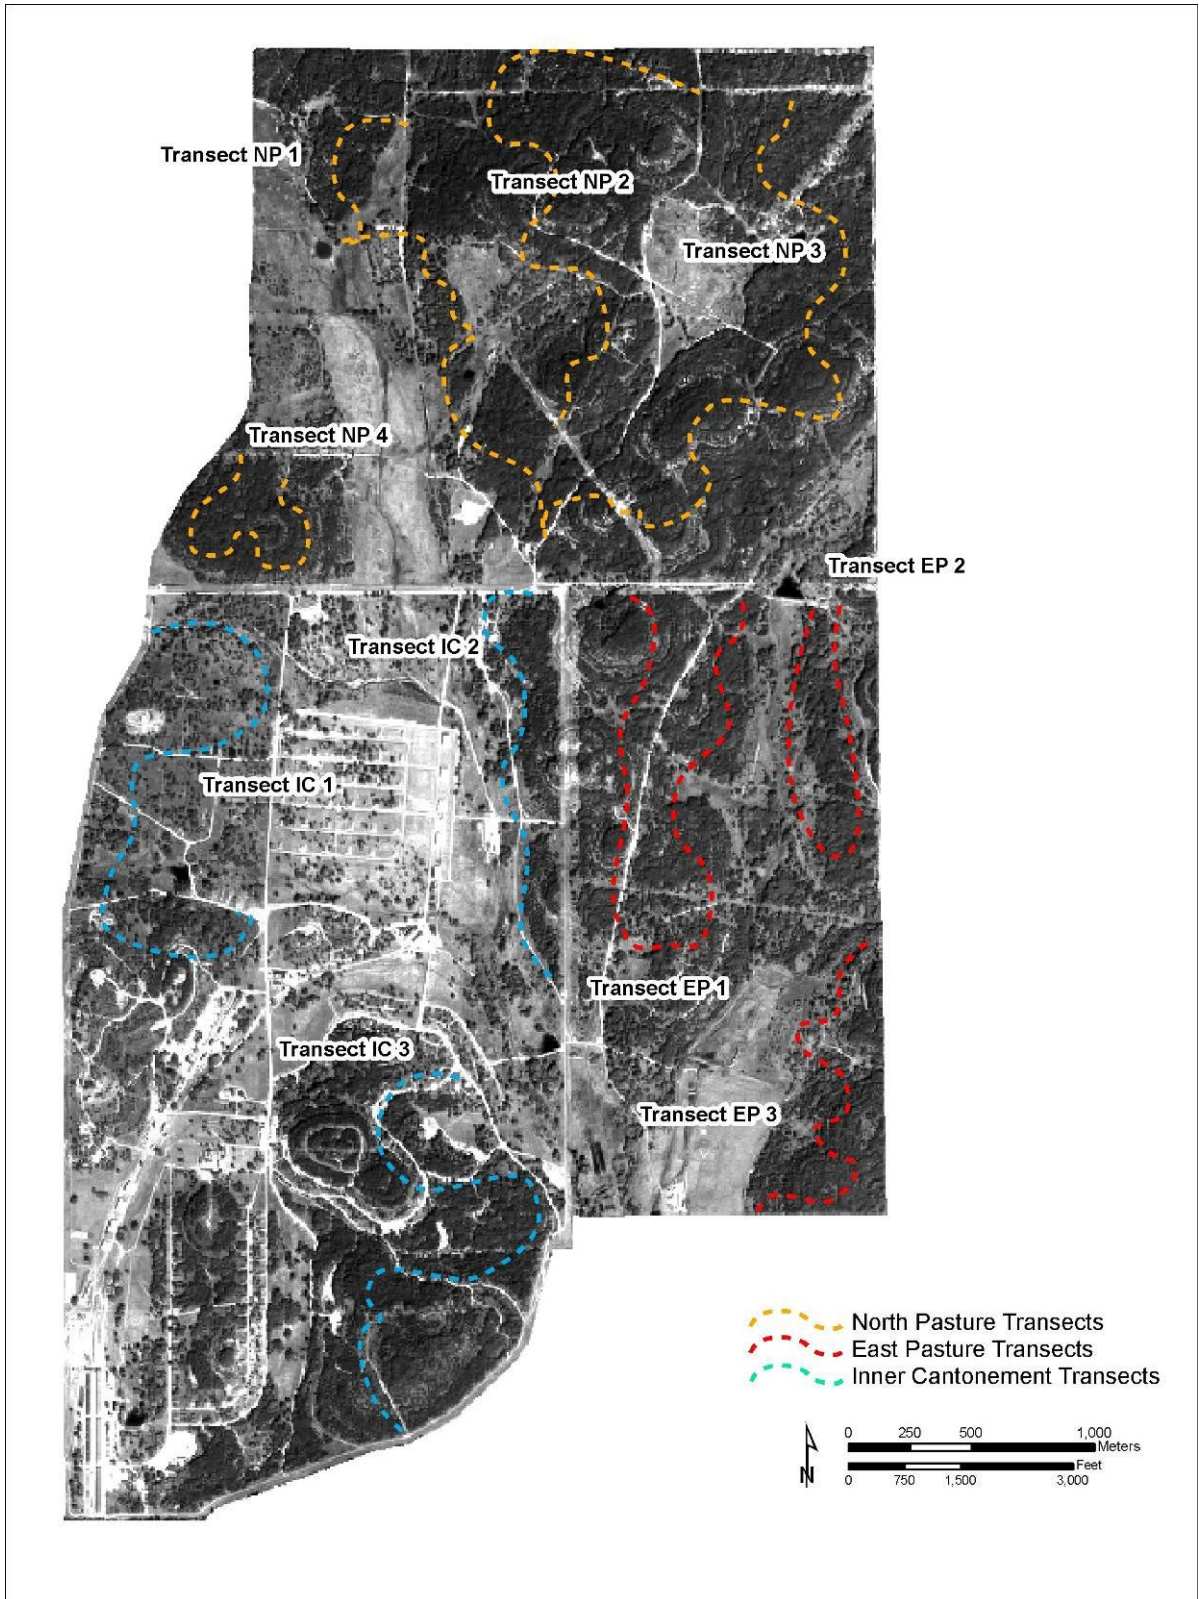 Transect NP 1
Transect NP 2
Transect NP 3
Transect NP 4
Transect EP 2
Transect IC 2
Transect IC 1
Transect EP 1
Transect IC 3
Transect EP 3
North Pasture Transects
East Pasture Transects
Inner Cantonement Transects
0 250 500 1,000
Meters
Feet
0 750 1,500 3,000
N